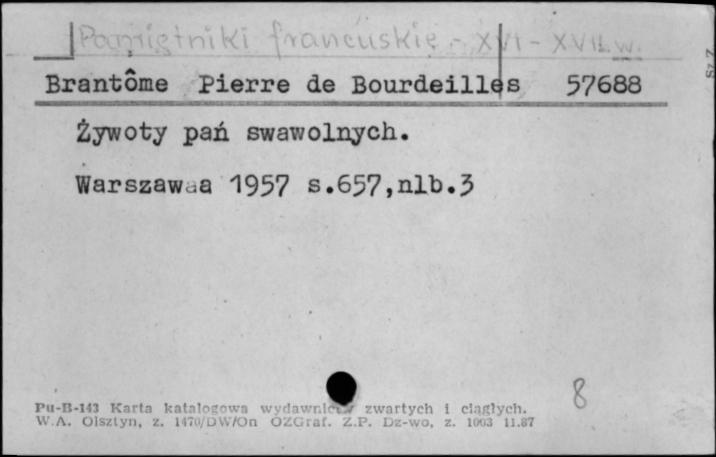 Pamiętniki francuskie - XVI - XVII w.
Brantôme Pierre de Bourdeilles 57688
Żywoty pań swawolnych.
Warszawaa 1957 s.657,nlb.3
8
Pu-B-143 Karta katalogowa wydawnictw zwartych i ciągłych.
W.A. Olsztyn, z. 1470/DW/On OZGraf. Z.P. Dz-wo, z. 1003 11.87
Sz Z